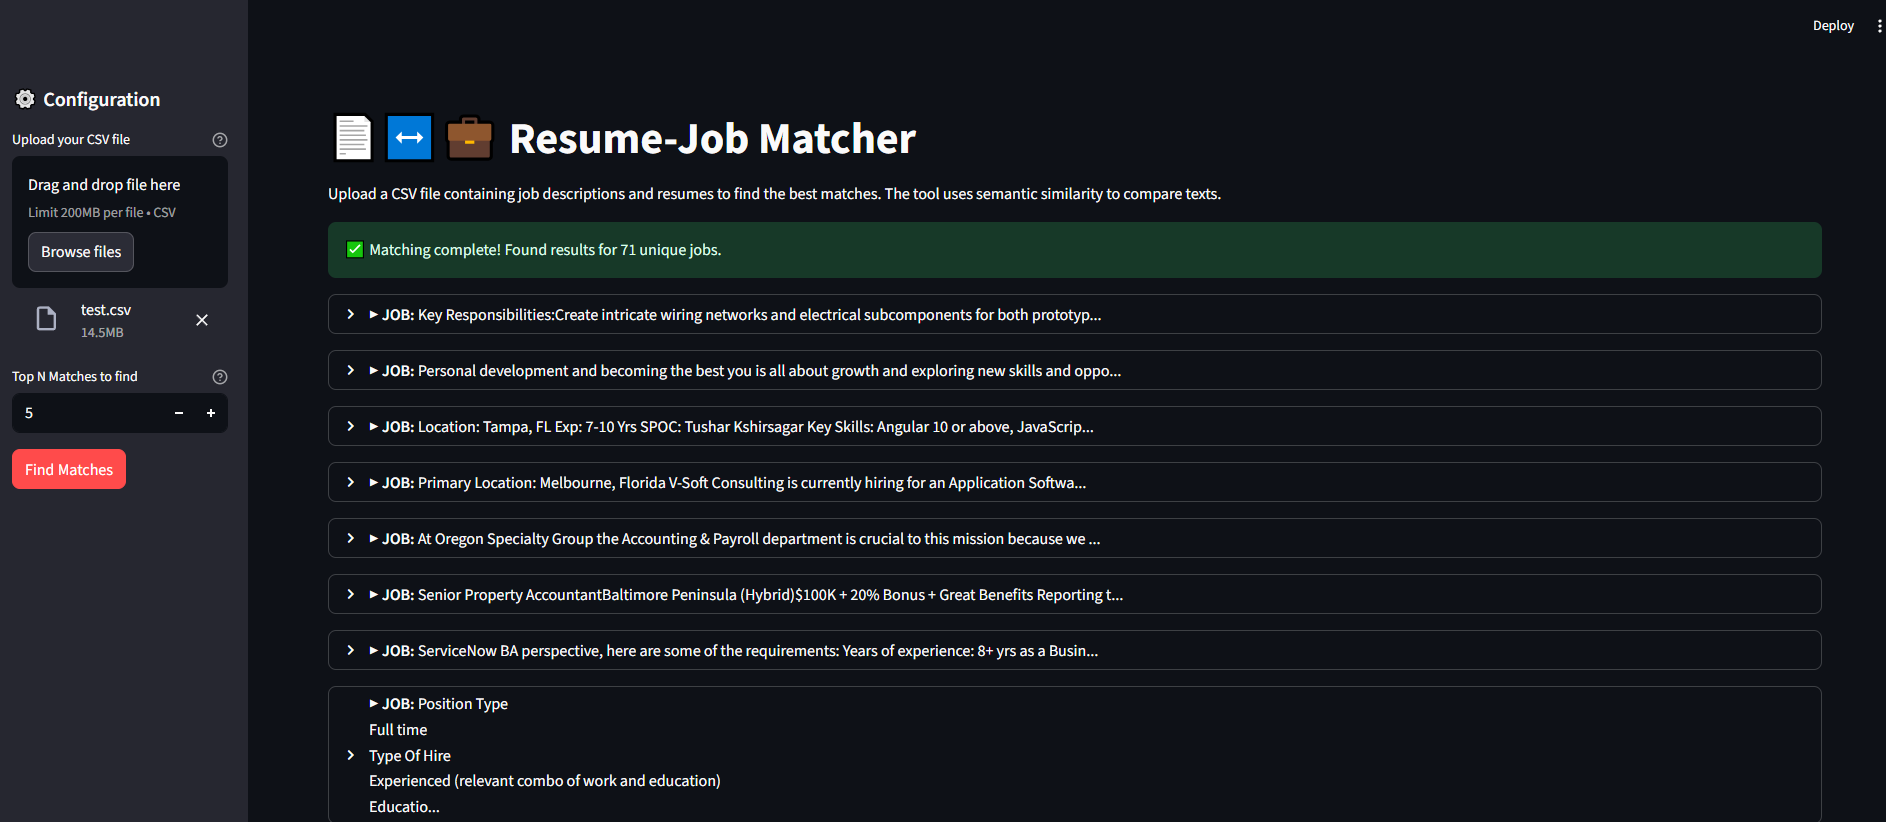 Deploy
Configuration
Upload your CSV file
Drag and drop file here
Limit 200MB per file • CSV
Browse files
test.csv
14.5MB
Top N Matches to find
5
Find Matches
Resume-Job Matcher
Upload a CSV file containing job descriptions and resumes to find the best matches. The tool uses semantic similarity to compare texts.
Matching complete! Found results for 71 unique jobs.
JOB: Key Responsibilities:Create intricate wiring networks and electrical subcomponents for both prototyp...
JOB: Personal development and becoming the best you is all about growth and exploring new skills and oppo...
JOB: Location: Tampa, FL Exp: 7-10 Yrs SPOC: Tushar Kshirsagar Key Skills: Angular 10 or above, JavaScrip...
JOB: Primary Location: Melbourne, Florida V-Soft Consulting is currently hiring for an Application Softwa...
JOB: At Oregon Specialty Group the Accounting & Payroll department is crucial to this mission because we ...
JOB: Senior Property AccountantBaltimore Peninsula (Hybrid)$100K + 20% Bonus + Great Benefits Reporting t...
JOB: ServiceNow BA perspective, here are some of the requirements: Years of experience: 8+ yrs as a Busin...
JOB: Position Type
Full time
Type Of Hire
Experienced (relevant combo of work and education)
Educatio...